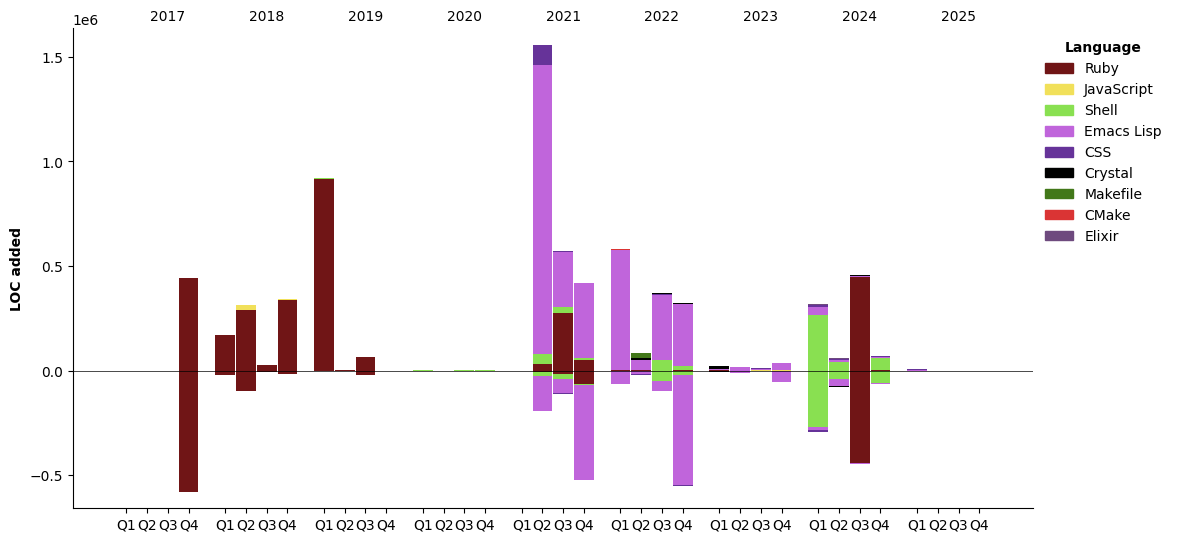 1e6
2017 2018 2019 2020 2021 2022 2023 2024 2025
LOC added
1.5
1.0
0.5
0.0
−0.5
Q1 Q2 Q3 Q4 Q1 Q2 Q3 Q4 Q1 Q2 Q3 Q4 Q1 Q2 Q3 Q4 Q1 Q2 Q3 Q4 Q1 Q2 Q3 Q4 Q1 Q2 Q3 Q4 Q1 Q2 Q3 Q4 Q1 Q2 Q3 Q4
Language
Ruby
JavaScript
Shell
Emacs Lisp
CSS
Crystal
Makefile
CMake
Elixir